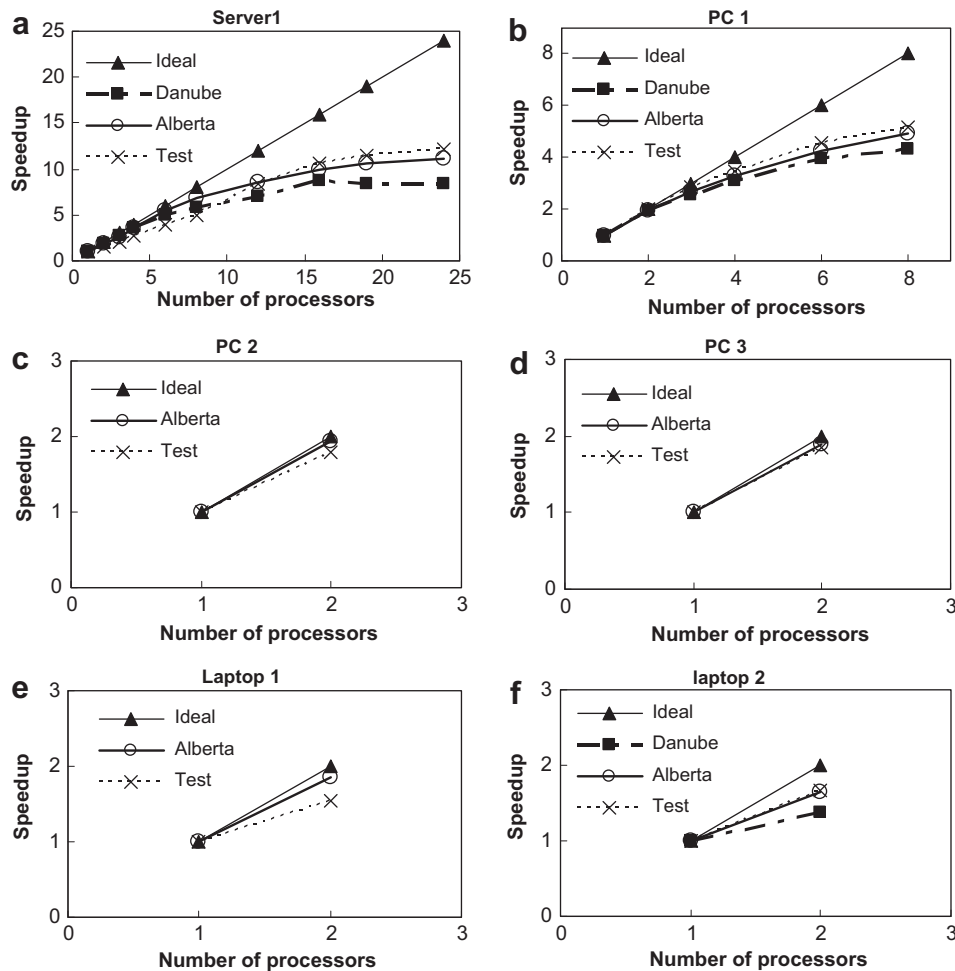 a
Server1
25
20
15
10
5
0
Speedup
Ideal
Danube
Alberta
Test
0 5 10 15 20 25
Number of processors
b
PC 1
8
6
4
2
0
Speedup
Ideal
Danube
Alberta
Test
0 2 4 6 8
Number of processors
c
PC 2
3
2
1
0
Speedup
Ideal
Alberta
Test
0 1 2 3
Number of processors
d
PC 3
3
2
1
0
Speedup
Ideal
Alberta
Test
0 1 2 3
Number of processors
e
Laptop 1
3
2
1
0
Speedup
Ideal
Alberta
Test
0 1 2 3
Number of processors
f
laptop 2
3
2
1
0
Speedup
Ideal
Danube
Alberta
Test
0 1 2 3
Number of processors